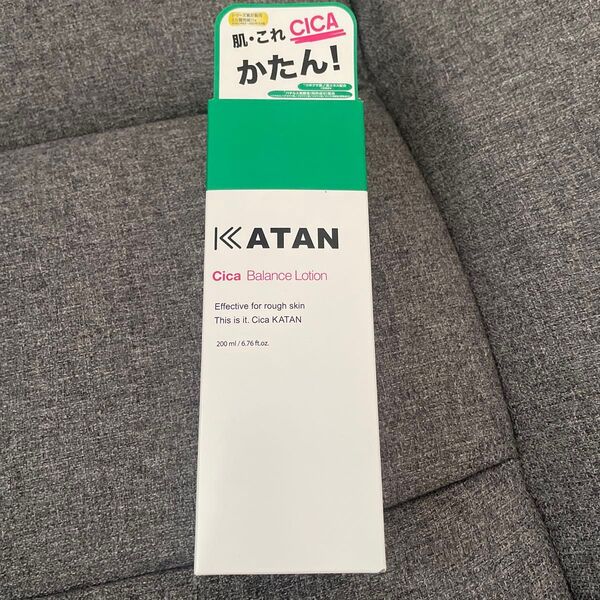 肌・これ CICA
かたん！
KATAN
Cica Balance Lotion
Effective for rough skin
This is it. Cica KATAN
200 ml / 6.76 ft.oz.